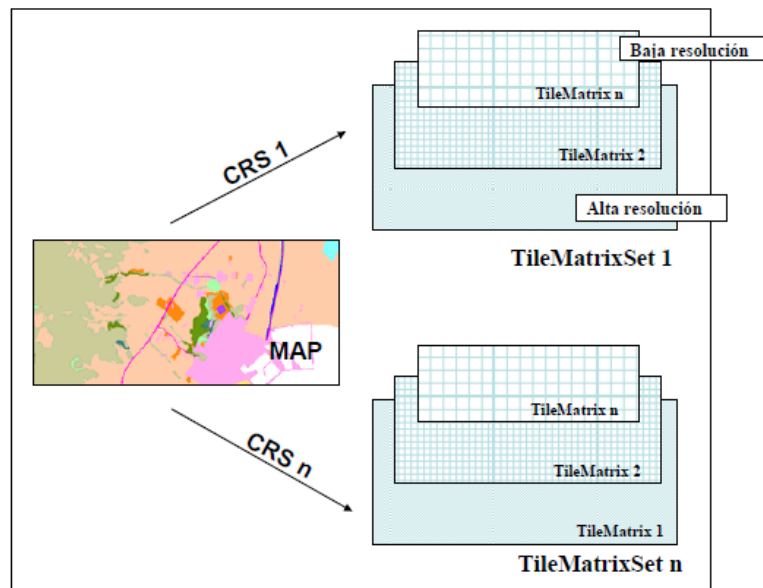 Baja resolución
TileMatrix n
TileMatrix 2
CRS 1
Alta resolución
TileMatrixSet 1
MAP
TileMatrix n
CRS n
TileMatrix 2
TileMatrix 1
TileMatrixSet n